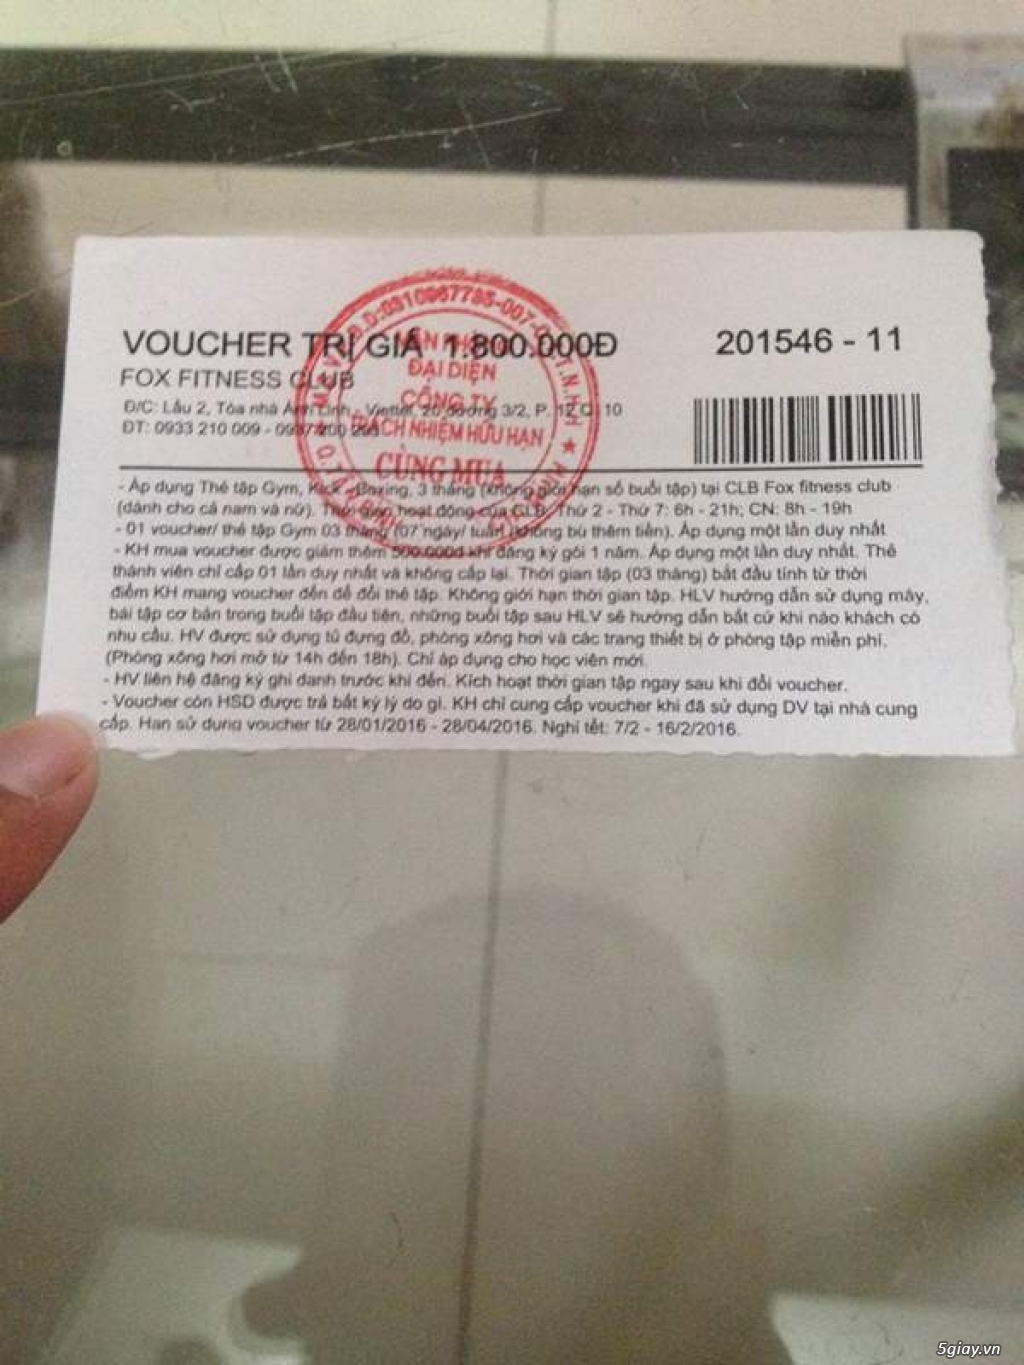 VOUCHER TRỊ GIÁ 1.800.000Đ
201546 - 11
FOX FITNESS CLUB
Đ/C: Lầu 2, Tòa nhà Ánh Linh - Viettel, 20 đường 3/2, P. 12 Q. 10
ĐT: 0933 210 009 -
ĐẠI DIỆN
CÔNG TY
TRÁCH NHIỆM HỮU HẠN
CÙNG MUA
- Áp dụng Thẻ tập Gym, Kick - Boxing, 3 tháng (không giới hạn số buổi tập) tại CLB Fox fitness club
(dành cho cả nam và nữ). Thời gian hoạt động của CLB: Thứ 2 - Thứ 7: 6h - 21h; CN: 8h - 19h
- 01 voucher/ thẻ tập Gym 03 tháng (07 ngày/ tuần) (không bù thêm tiền). Áp dụng một lần duy nhất
- KH mua voucher được giảm thêm 500.000đ khi đăng ký gói 1 năm. Áp dụng một lần duy nhất. Thẻ
thành viên chỉ cấp 01 lần duy nhất và không cấp lại. Thời gian tập (03 tháng) bắt đầu tính từ thời
điểm KH mang voucher đến để đổi thẻ tập. Không giới hạn thời gian tập. HLV hướng dẫn sử dụng máy,
bài tập cơ bản trong buổi tập đầu tiên, những buổi tập sau HLV sẽ hướng dẫn bất cứ khi nào khách có
nhu cầu. HV được sử dụng tủ đựng đồ, phòng xông hơi và các trang thiết bị ở phòng tập miễn phí.
(Phòng xông hơi mở từ 14h đến 18h). Chỉ áp dụng cho học viên mới.
- HV liên hệ đăng ký ghi danh trước khi đến. Kích hoạt thời gian tập ngay sau khi đổi voucher.
- Voucher còn HSD được trả bất kỳ lý do gì. KH chỉ cung cấp voucher khi đã sử dụng DV tại nhà cung
cấp. Hạn sử dụng voucher từ 28/01/2016 - 28/04/2016. Nghỉ tết: 7/2 - 16/2/2016.
5giay.vn